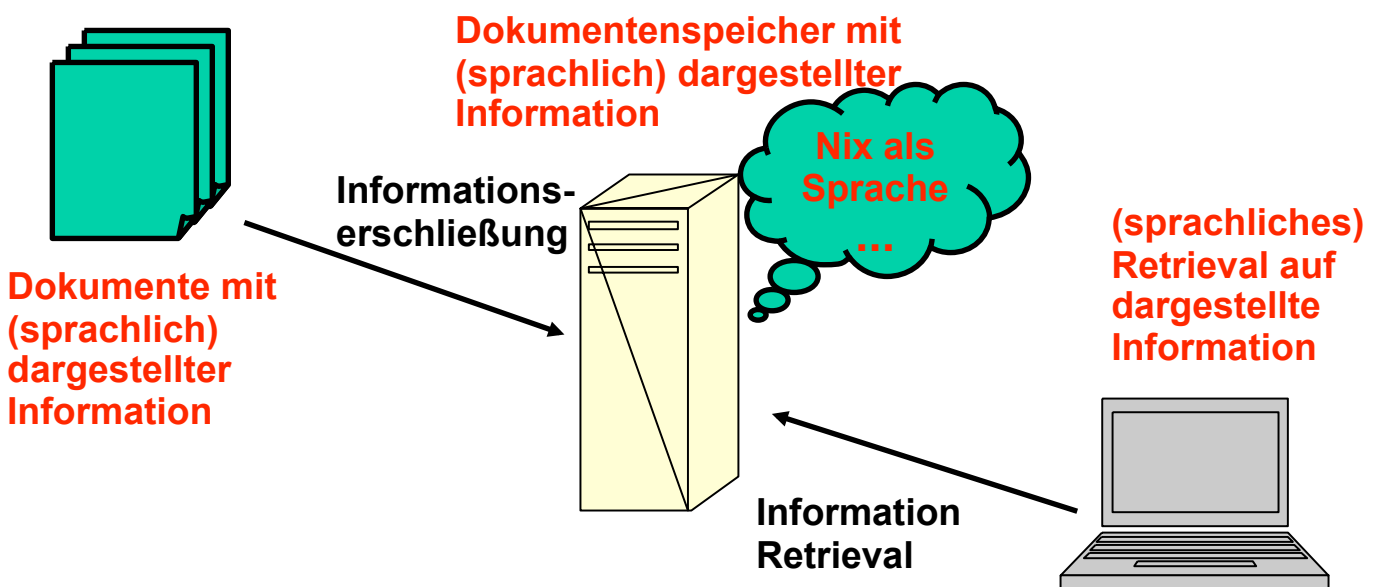 Dokumentenspeicher mit
(sprachlich) dargestellter
Information
Nix als
Sprache
...
Informations-
erschließung
(sprachliches)
Retrieval auf
dargestellte
Information
Dokumente mit
(sprachlich)
dargestellter
Information
Information
Retrieval